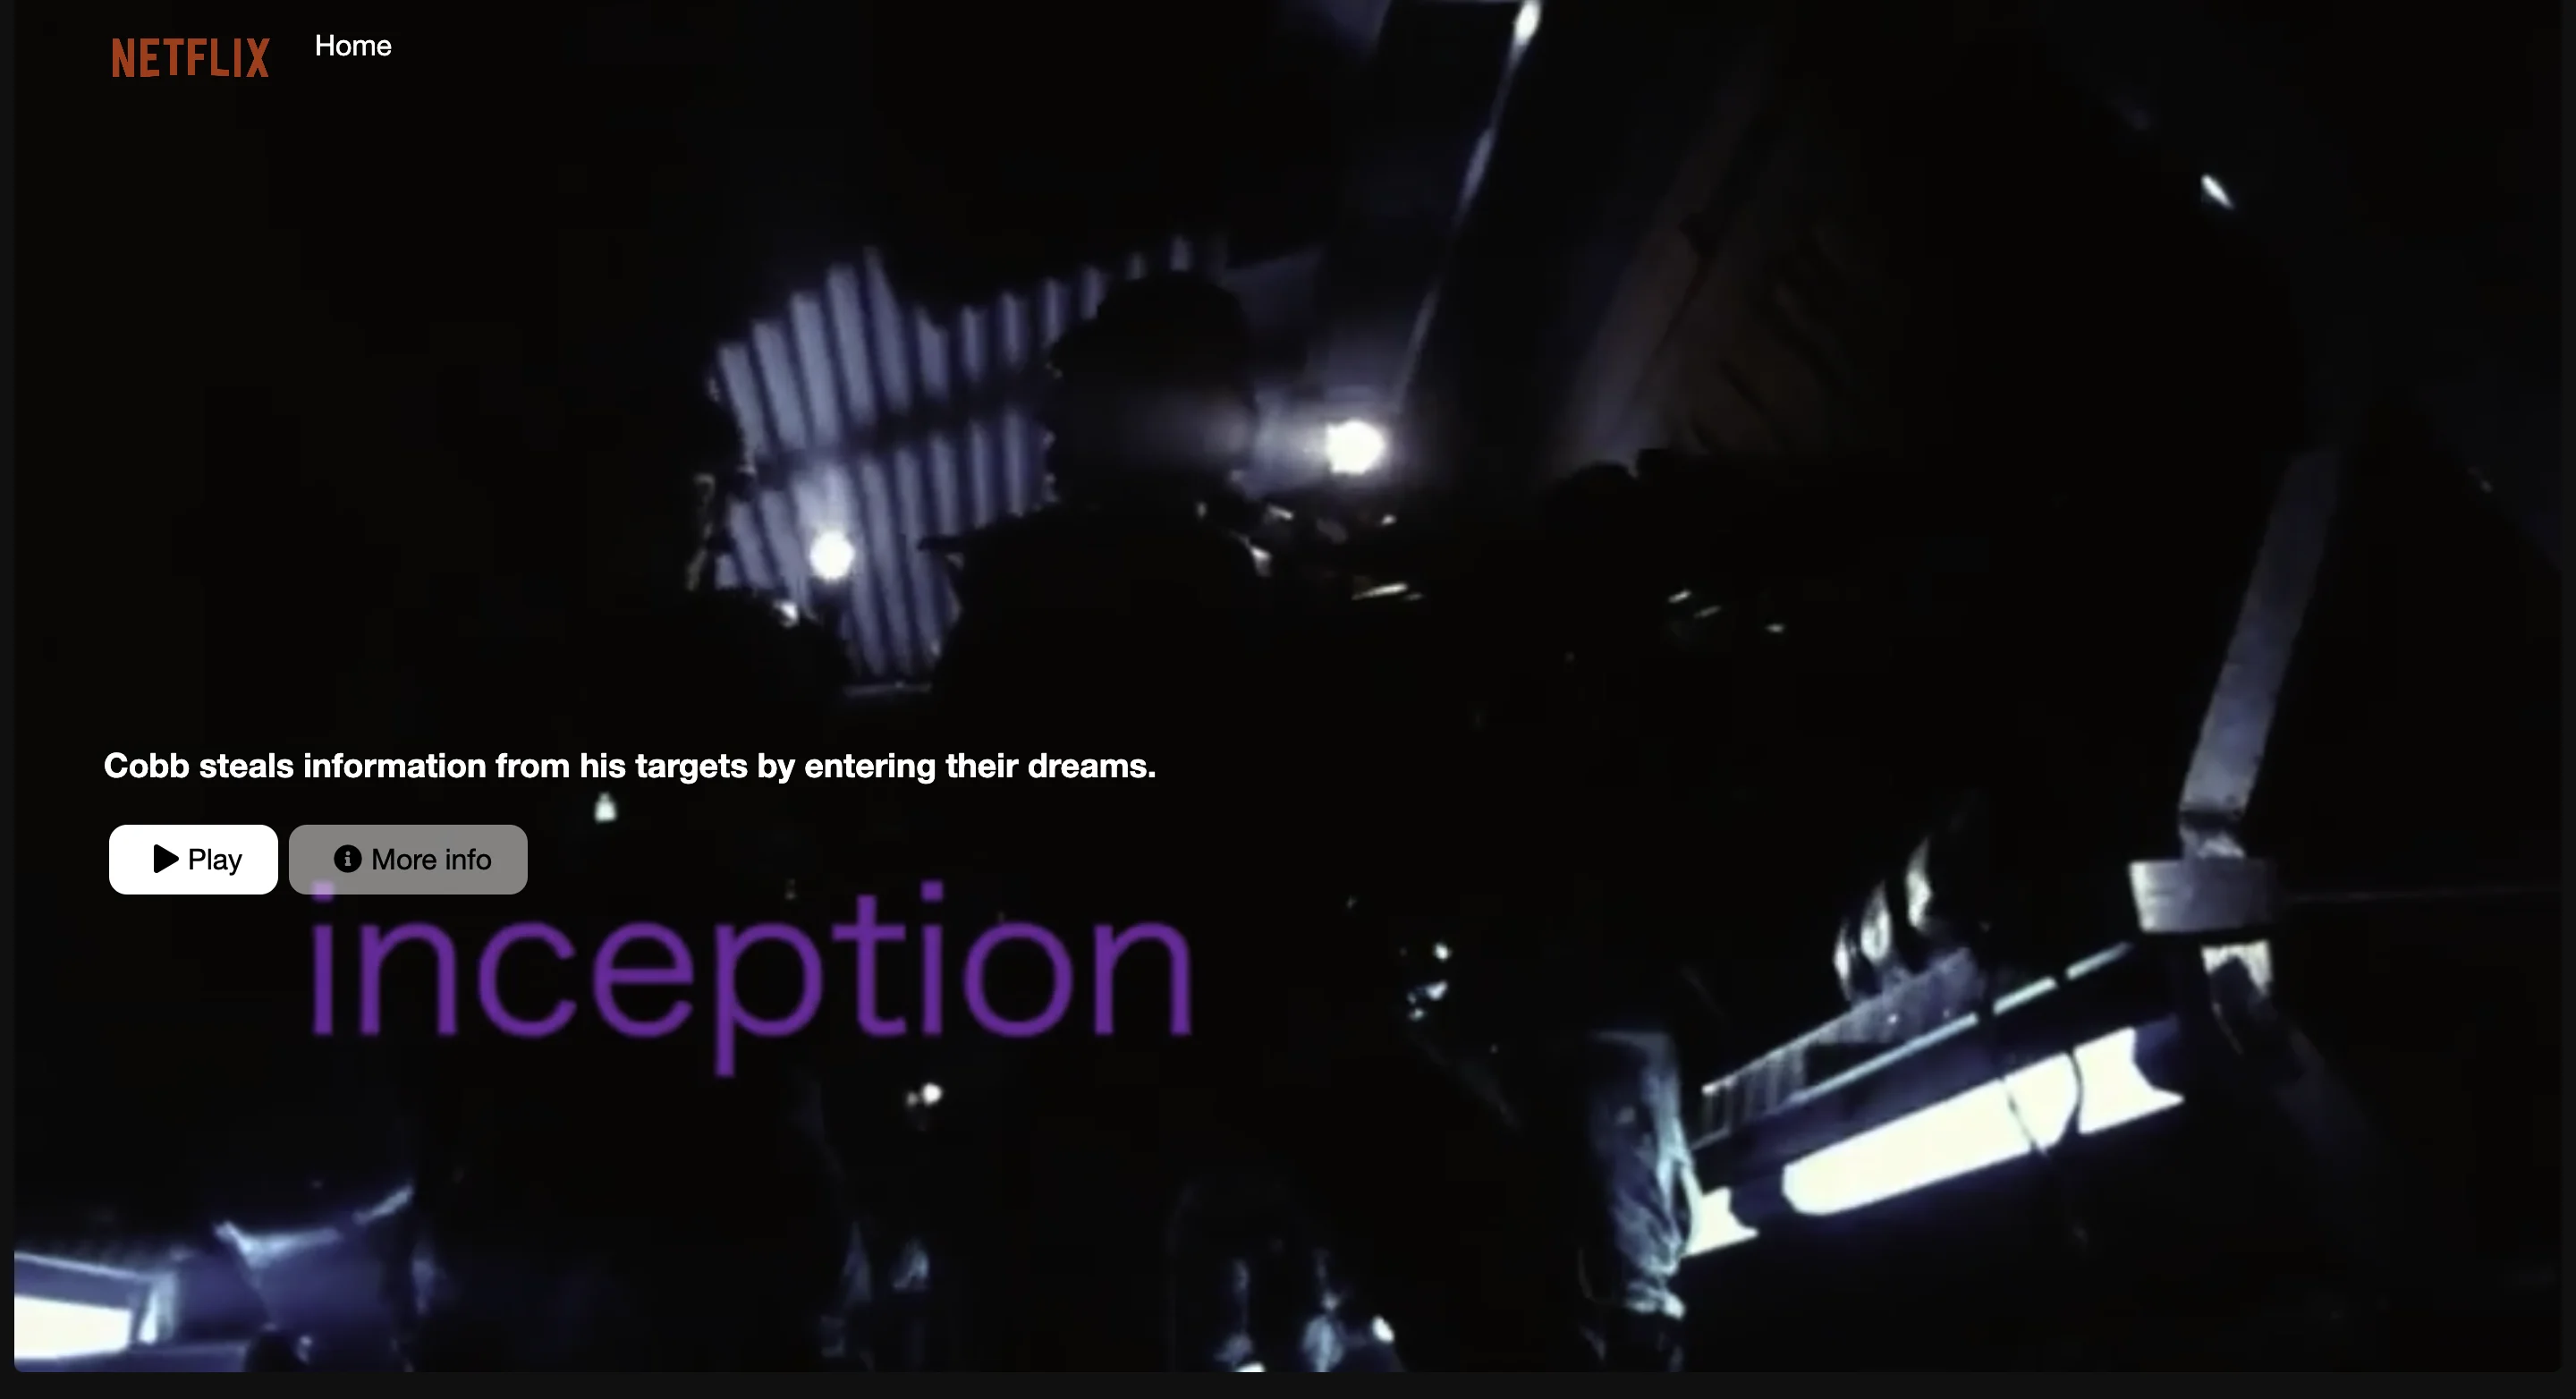 NETFLIX
Home
Cobb steals information from his targets by entering their dreams.
Play
More info
inception